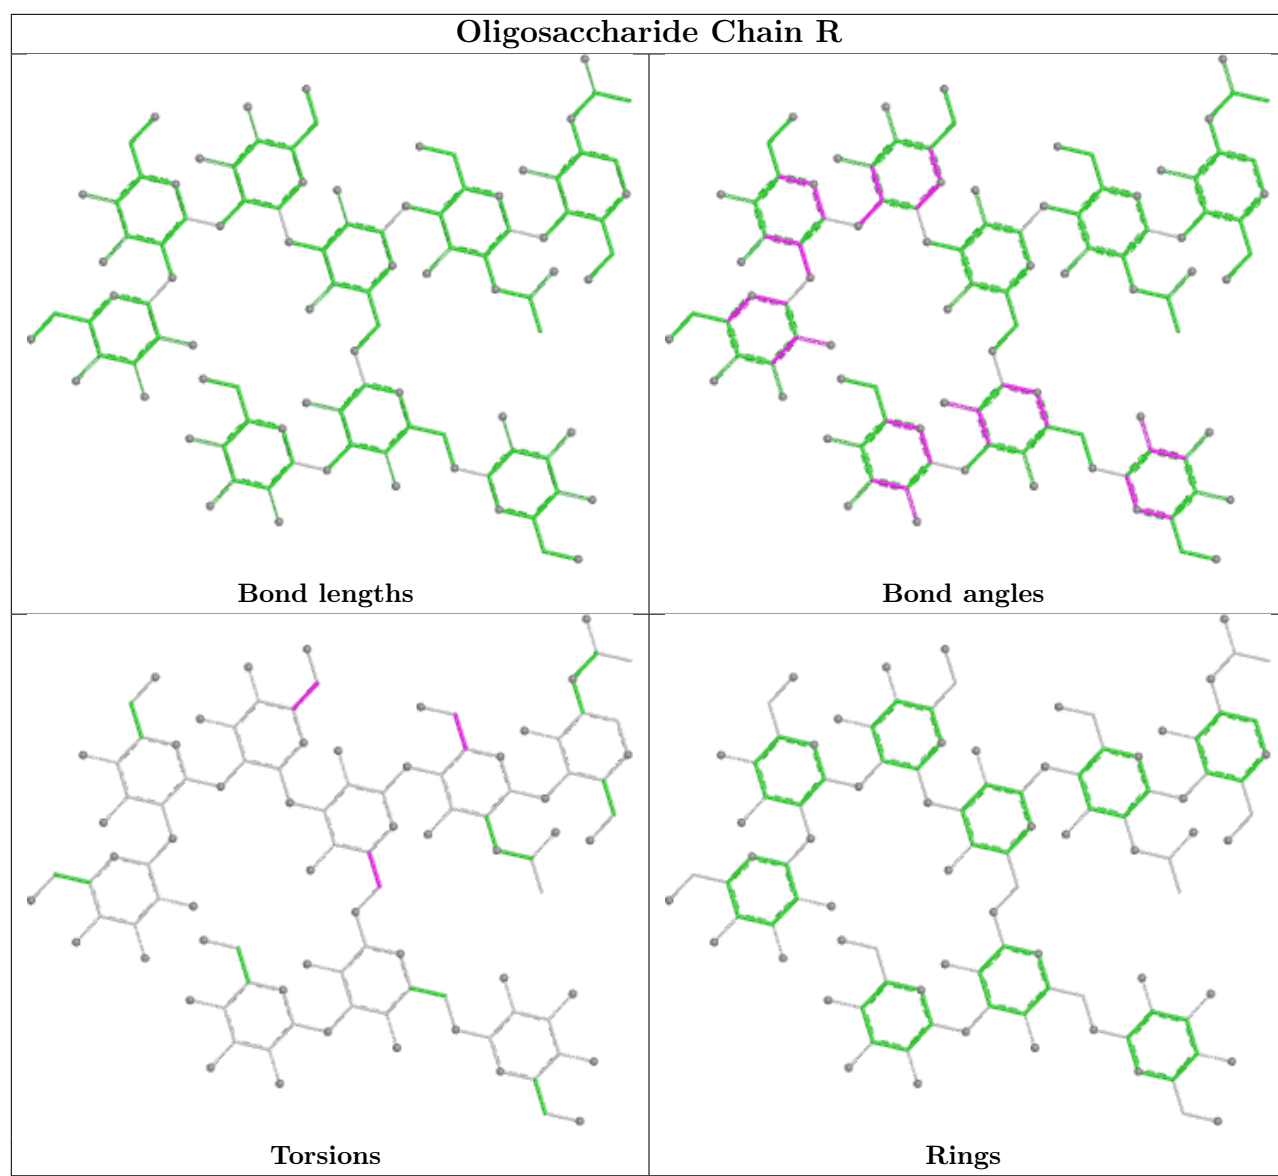 Oligosaccharide Chain R
Bond lengths
Bond angles
Torsions
Rings